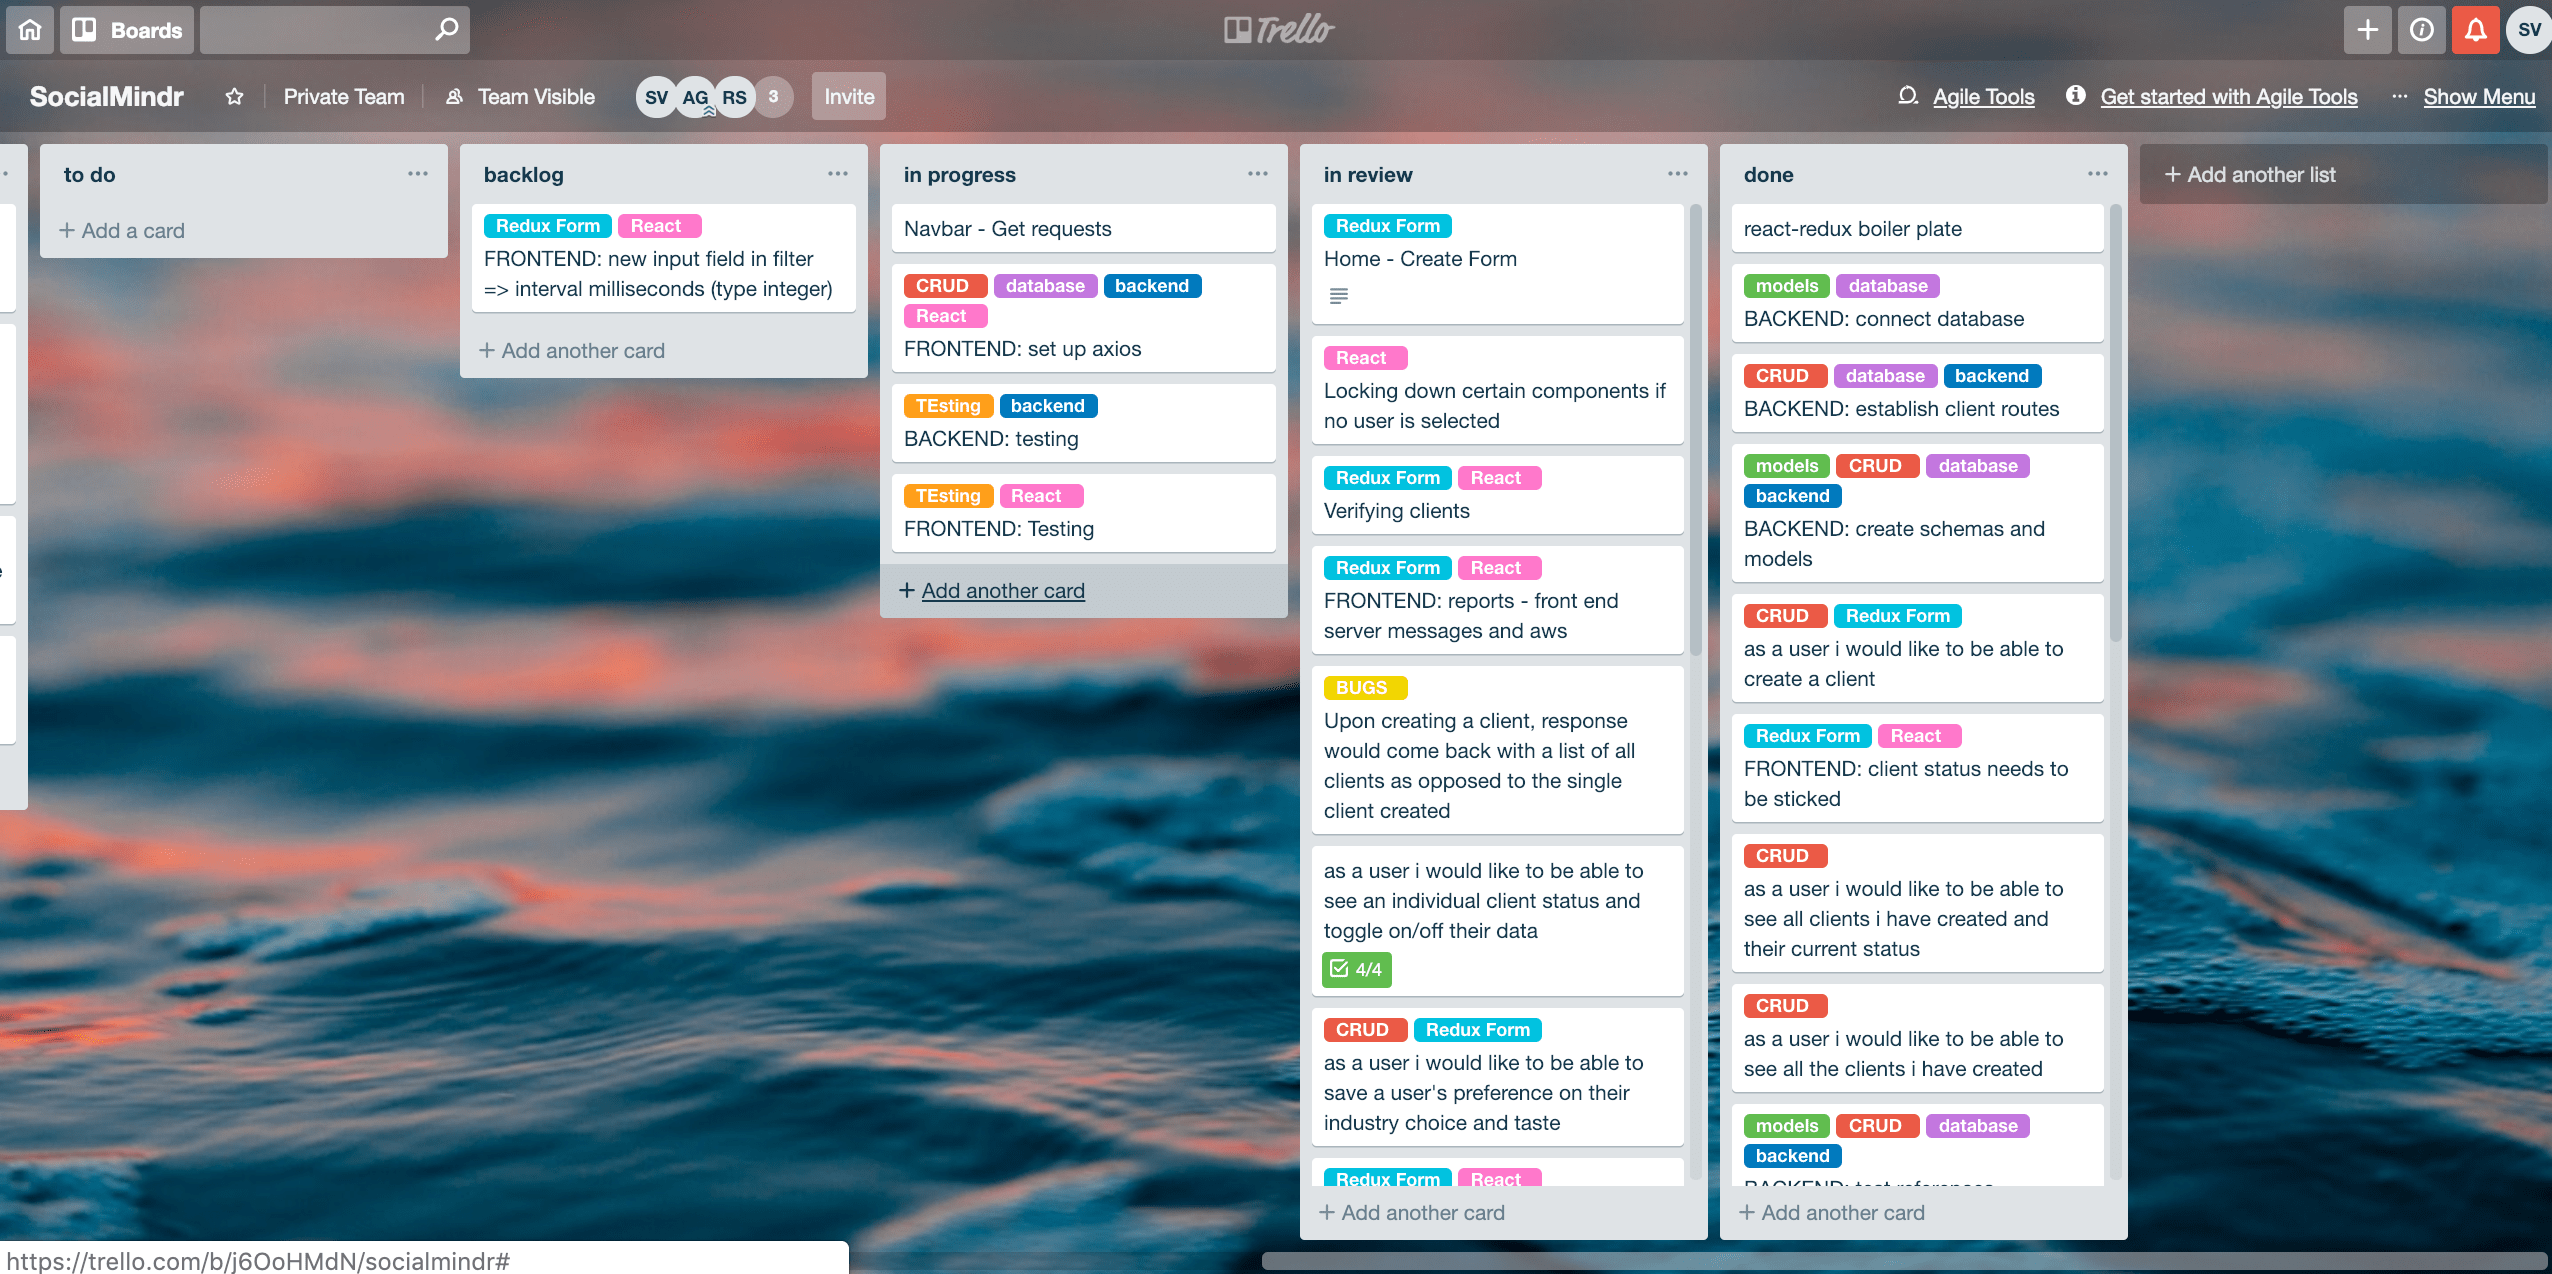 Boards
Trello
SV
SocialMindr
Private Team
Team Visible
SV AG RS 3
Invite
Agile Tools
Get started with Agile Tools
··· Show Menu
to do ···
+ Add a card
backlog ···
Redux Form React
FRONTEND: new input field in filter
=> interval milliseconds (type integer)
+ Add another card
in progress ···
Navbar - Get requests
CRUD database backend
React
FRONTEND: set up axios
TEsting backend
BACKEND: testing
TEsting React
FRONTEND: Testing
+ Add another card
in review ···
Redux Form
Home - Create Form
React
Locking down certain components if
no user is selected
Redux Form React
Verifying clients
Redux Form React
FRONTEND: reports - front end
server messages and aws
BUGS
Upon creating a client, response
would come back with a list of all
clients as opposed to the single
client created
as a user i would like to be able to
see an individual client status and
toggle on/off their data
4/4
CRUD Redux Form
as a user i would like to be able to
save a user's preference on their
industry choice and taste
Redux Form React
+ Add another card
done ···
react-redux boiler plate
models database
BACKEND: connect database
CRUD database backend
BACKEND: establish client routes
models CRUD database
backend
BACKEND: create schemas and
models
CRUD Redux Form
as a user i would like to be able to
create a client
Redux Form React
FRONTEND: client status needs to
be sticked
CRUD
as a user i would like to be able to
see all clients i have created and
their current status
CRUD
as a user i would like to be able to
see all the clients i have created
models CRUD database
backend
BACKEND: test references
+ Add another card
+ Add another list
https://trello.com/b/j6OoHMdN/socialmindr#